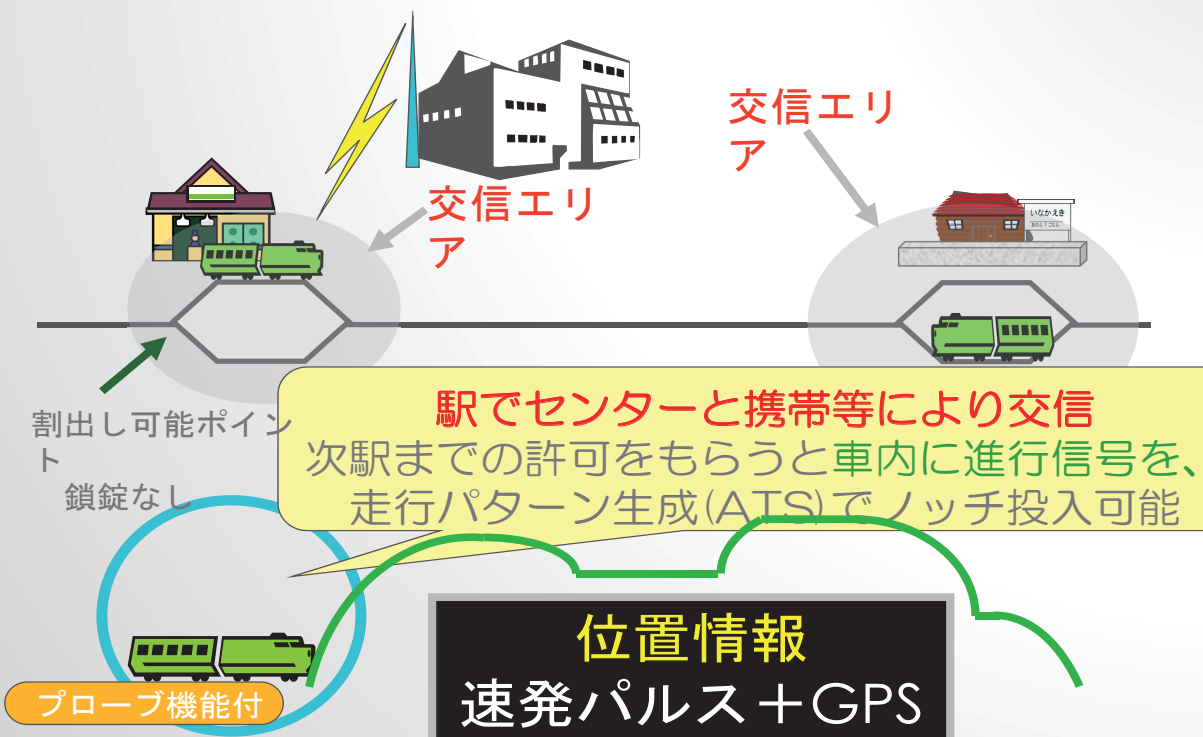 交信エリ
ア
交信エリ
ア
いなかえき
割出し可能ポイン
ト
鎖錠なし
駅でセンターと携帯等により交信
次駅までの許可をもらうと車内に進行信号を、
走行パターン生成(ATS)でノッチ投入可能
プローブ機能付
位置情報
速発パルス＋GPS